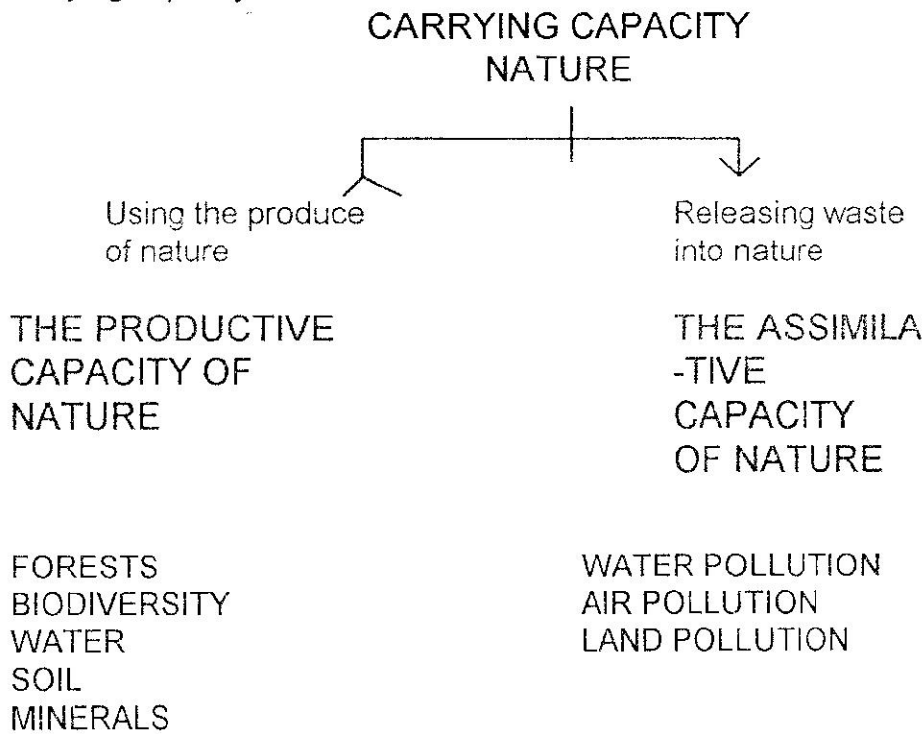 CARRYING CAPACITY
NATURE
Using the produce
of nature
Releasing waste
into nature
THE PRODUCTIVE
CAPACITY OF
NATURE
THE ASSIMILA
-TIVE
CAPACITY
OF NATURE
FORESTS
BIODIVERSITY
WATER
SOIL
MINERALS
WATER POLLUTION
AIR POLLUTION
LAND POLLUTION